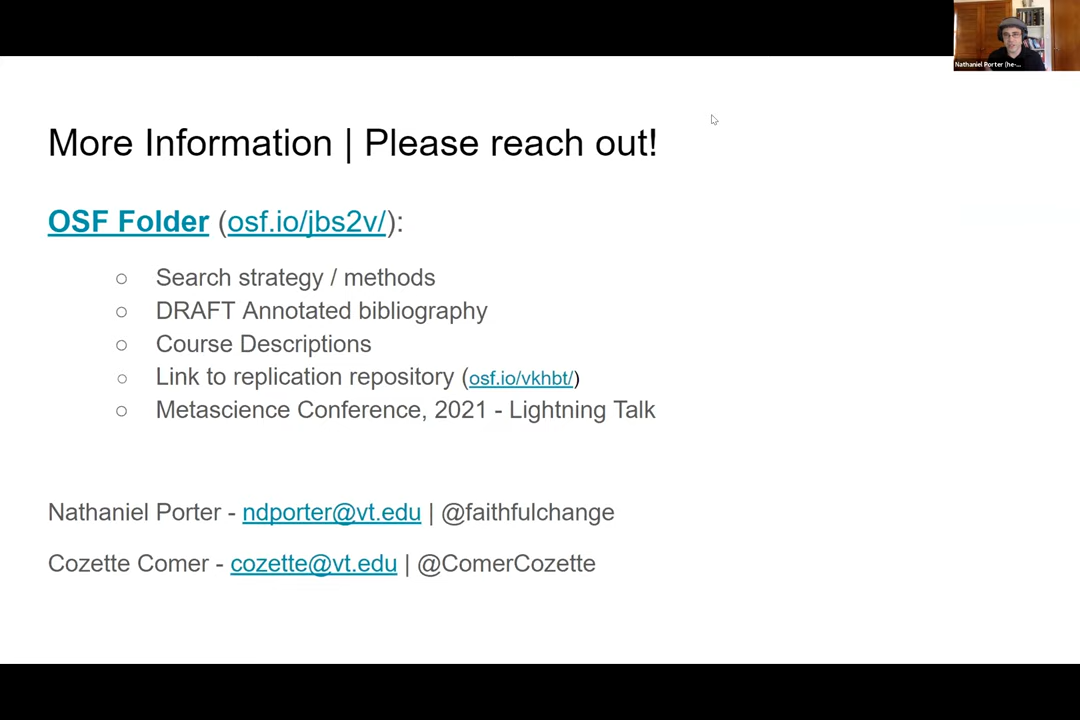 Nathaniel Porter (he-...
More Information | Please reach out!
OSF Folder (osf.io/jbs2v/):
○ Search strategy / methods
○ DRAFT Annotated bibliography
○ Course Descriptions
○ Link to replication repository (osf.io/vkhbt/)
○ Metascience Conference, 2021 - Lightning Talk
Nathaniel Porter - ndporter@vt.edu | @faithfulchange
Cozette Comer - cozette@vt.edu | @ComerCozette